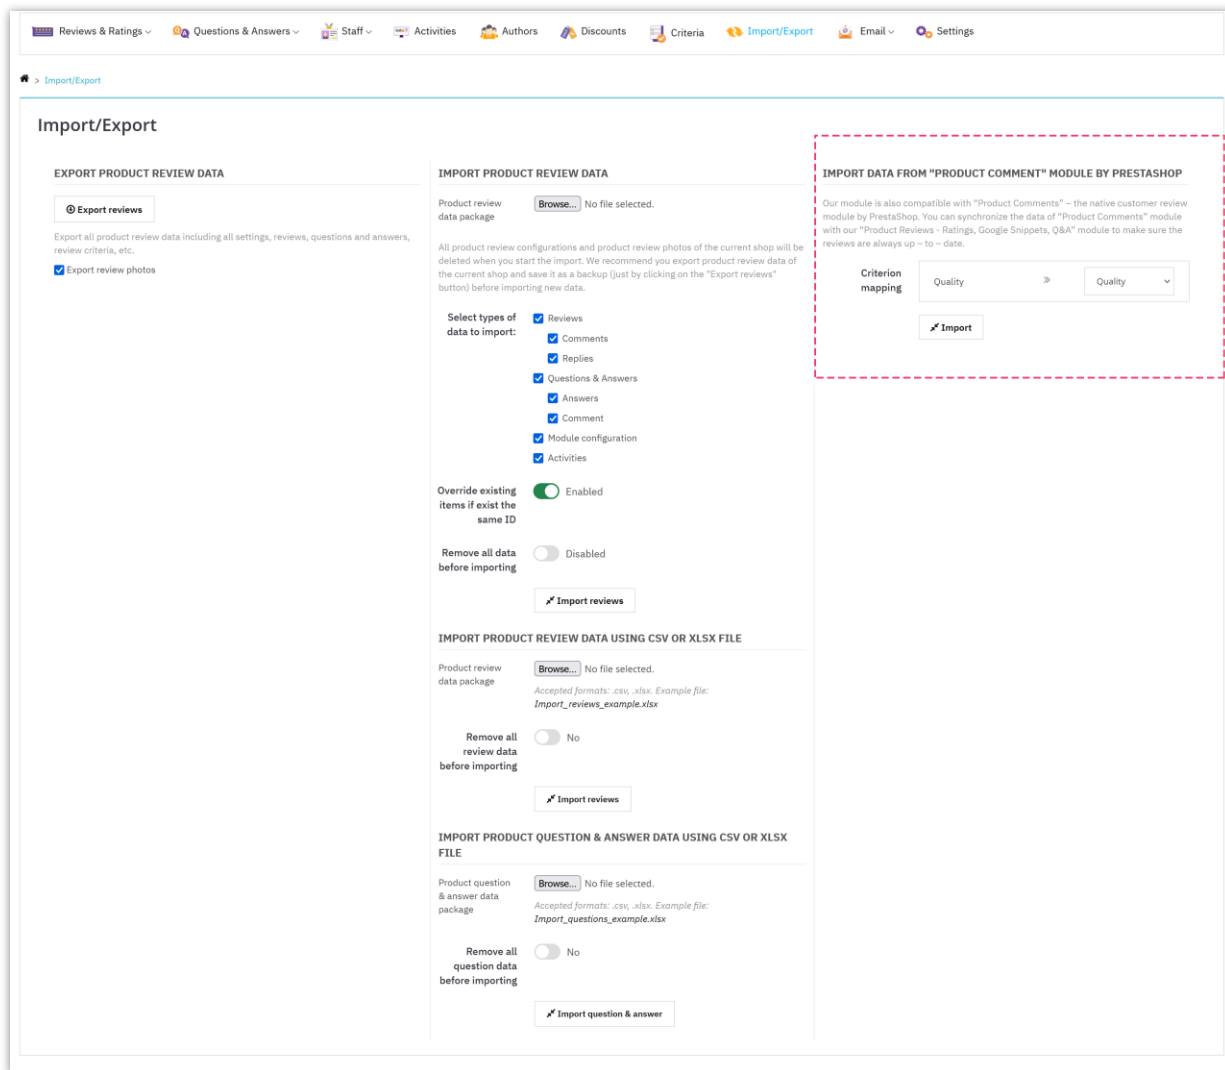 Reviews & Ratings Questions & Answers Staff Activities Authors Discounts Criteria Import/Export Email Settings
> Import/Export
Import/Export
EXPORT PRODUCT REVIEW DATA
Export reviews
Export all product review data including all settings, reviews, questions and answers,
review criteria, etc.
Export review photos
IMPORT PRODUCT REVIEW DATA
Product review
data package
Browse... No file selected.
All product review configurations and product review photos of the current shop will be
deleted when you start the import. We recommend you export product review data of
the current shop and save it as a backup (just by clicking on the "Export reviews"
button) before importing new data.
Select types of
data to import:
Reviews
Comments
Replies
Questions & Answers
Answers
Comment
Module configuration
Activities
Override existing
items if exist the
same ID
Enabled
Remove all data
before importing
Disabled
Import reviews
IMPORT PRODUCT REVIEW DATA USING CSV OR XLSX FILE
Product review
data package
Browse... No file selected.
Accepted formats: .csv, .xlsx. Example file:
Import_reviews_example.xlsx
Remove all
review data
before importing
No
Import reviews
IMPORT PRODUCT QUESTION & ANSWER DATA USING CSV OR XLSX
FILE
Product question
& answer data
package
Browse... No file selected.
Accepted formats: .csv, .xlsx. Example file:
Import_questions_example.xlsx
Remove all
question data
before importing
No
Import question & answer
IMPORT DATA FROM "PRODUCT COMMENT" MODULE BY PRESTASHOP
Our module is also compatible with “Product Comments” – the native customer review
module by PrestaShop. You can synchronize the data of “Product Comments” module
with our “Product Reviews - Ratings, Google Snippets, Q&A” module to make sure the
reviews are always up – to – date.
Criterion
mapping
Quality » Quality
Import